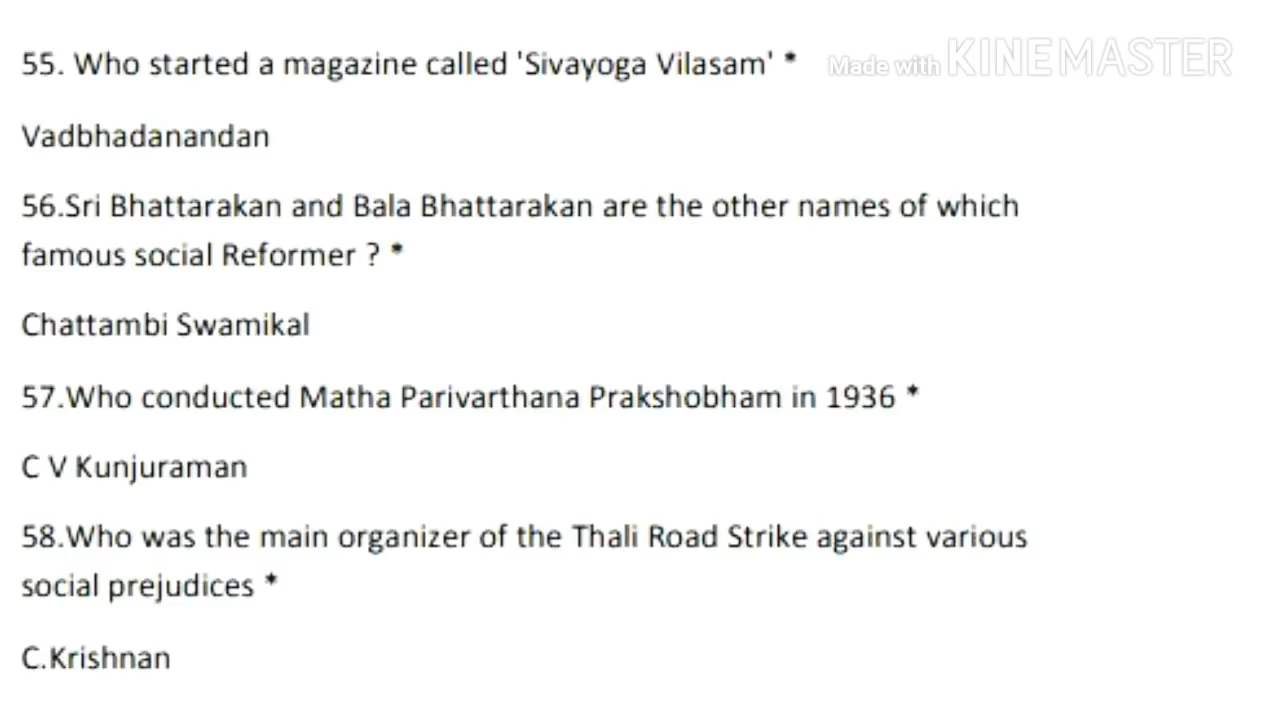 55. Who started a magazine called 'Sivayoga Vilasam' *
Made with KINEMASTER
Vadbhadanandan
56.Sri Bhattarakan and Bala Bhattarakan are the other names of which
famous social Reformer ? *
Chattambi Swamikal
57.Who conducted Matha Parivarthana Prakshobham in 1936 *
C V Kunjuraman
58.Who was the main organizer of the Thali Road Strike against various
social prejudices *
C.Krishnan